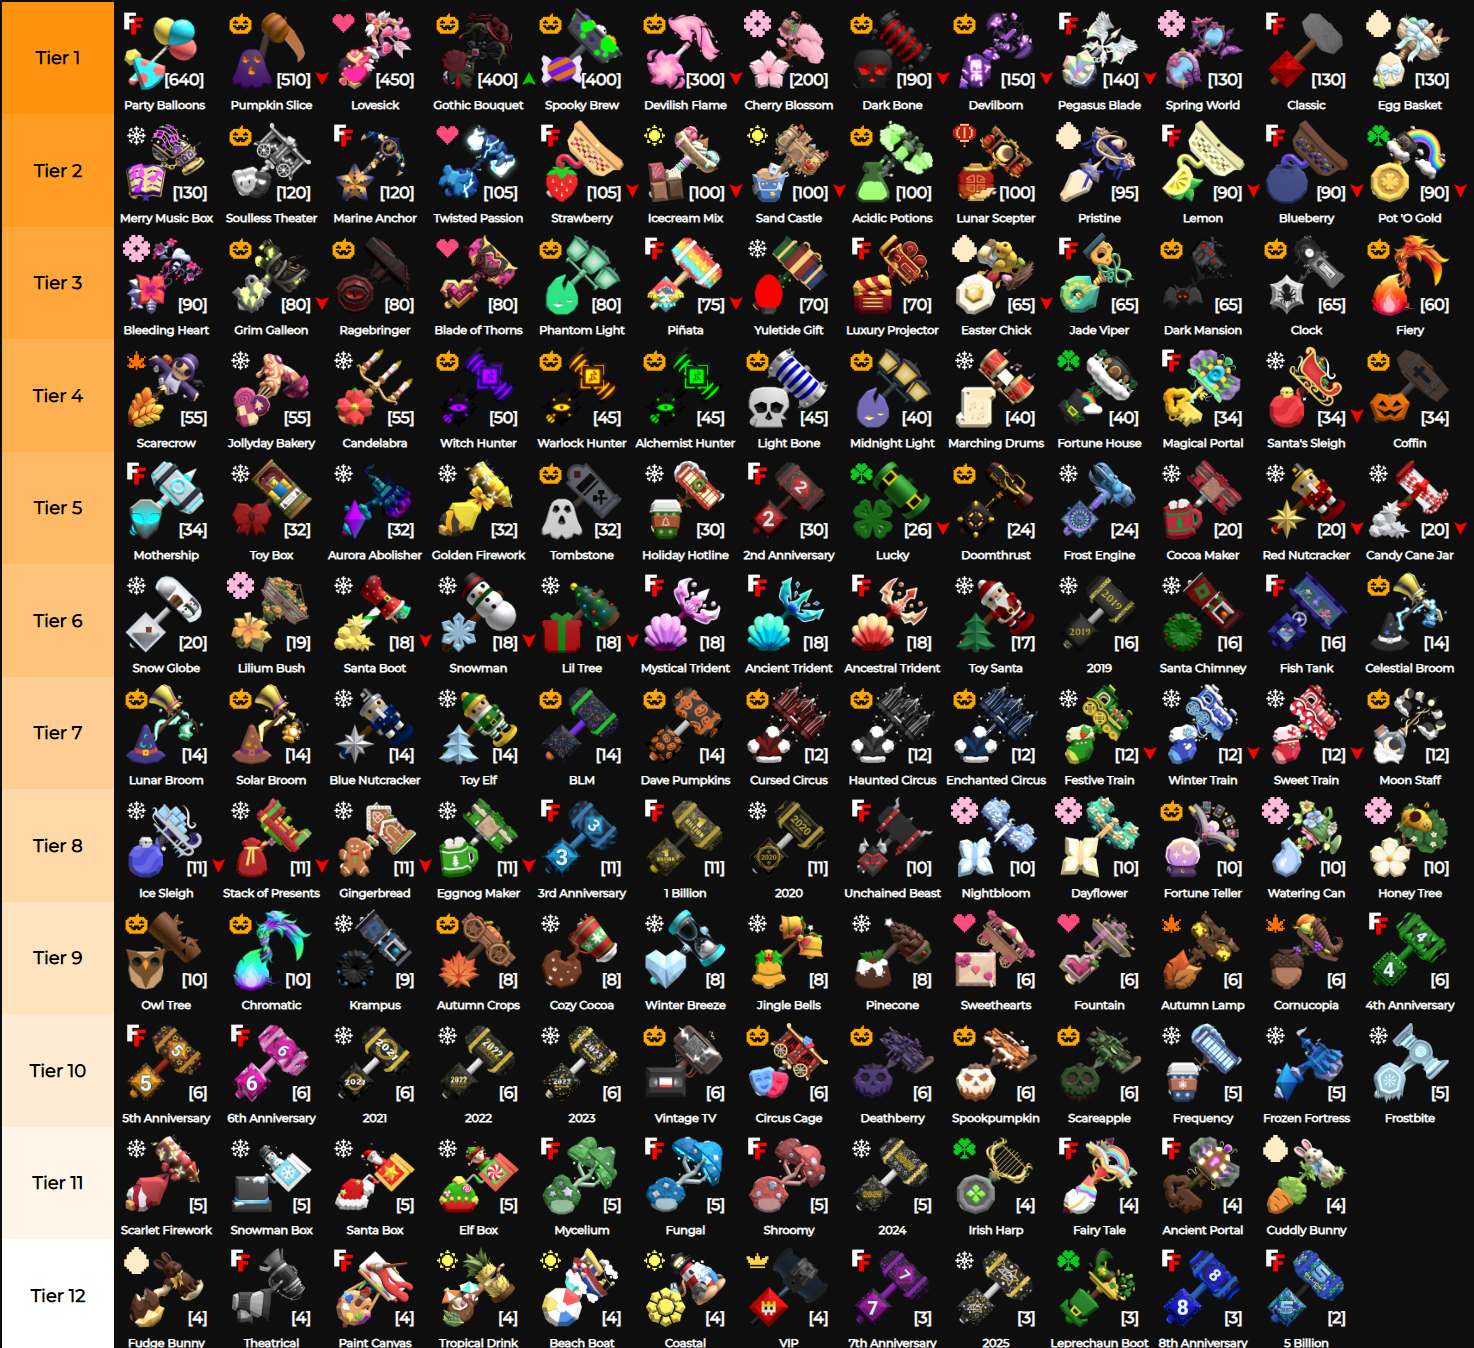 Tier 1
[640] [510] [450] [400] [400] [300] [200] [190] [150] [140] [130] [130] [130]
Party Balloons Pumpkin Slice Lovesick Gothic Bouquet Spooky Brew Devilish Flame Cherry Blossom Dark Bone Devilborn Pegasus Blade Spring World Classic Egg Basket
Tier 2
[130] [120] [120] [105] [105] [100] [100] [100] [100] [95] [90] [90] [90]
Merry Music Box Soulless Theater Marine Anchor Twisted Passion Strawberry Icecream Mix Sand Castle Acidic Potions Lunar Scepter Pristine Lemon Blueberry Pot 'O Gold
Tier 3
[90] [80] [80] [80] [80] [75] [70] [70] [65] [65] [65] [65] [60]
Bleeding Heart Grim Galleon Ragebringer Blade of Thorns Phantom Light Piñata Yuletide Gift Luxury Projector Easter Chick Jade Viper Dark Mansion Clock Fiery
Tier 4
[55] [55] [55] [50] [45] [45] [45] [40] [40] [40] [34] [34] [34]
Scarecrow Jollyday Bakery Candelabra Witch Hunter Warlock Hunter Alchemist Hunter Light Bone Midnight Light Marching Drums Fortune House Magical Portal Santa's Sleigh Coffin
Tier 5
[34] [32] [32] [32] [32] [30] [30] [26] [24] [24] [20] [20] [20]
Mothership Toy Box Aurora Abolisher Golden Firework Tombstone Holiday Hotline 2nd Anniversary Lucky Doomthrust Frost Engine Cocoa Maker Red Nutcracker Candy Cane Jar
Tier 6
[20] [19] [18] [18] [18] [18] [18] [18] [17] [16] [16] [16] [14]
Snow Globe Lilium Bush Santa Boot Snowman Lil Tree Mystical Trident Ancient Trident Ancestral Trident Toy Santa 2019 Santa Chimney Fish Tank Celestial Broom
Tier 7
[14] [14] [14] [14] [14] [14] [12] [12] [12] [12] [12] [12] [12]
Lunar Broom Solar Broom Blue Nutcracker Toy Elf BLM Dave Pumpkins Cursed Circus Haunted Circus Enchanted Circus Festive Train Winter Train Sweet Train Moon Staff
Tier 8
[11] [11] [11] [11] [11] [11] [11] [10] [10] [10] [10] [10] [10]
Ice Sleigh Stack of Presents Gingerbread Eggnog Maker 3rd Anniversary 1 Billion 2020 Unchained Beast Nightbloom Dayflower Fortune Teller Watering Can Honey Tree
Tier 9
[10] [10] [9] [8] [8] [8] [8] [8] [6] [6] [6] [6] [6]
Owl Tree Chromatic Krampus Autumn Crops Cozy Cocoa Winter Breeze Jingle Bells Pinecone Sweethearts Fountain Autumn Lamp Cornucopia 4th Anniversary
Tier 10
[6] [6] [6] [6] [6] [6] [6] [6] [6] [6] [5] [5] [5]
5th Anniversary 6th Anniversary 2021 2022 2023 Vintage TV Circus Cage Deathberry Spookpumpkin Scareapple Frequency Frozen Fortress Frostbite
Tier 11
[5] [5] [5] [5] [5] [5] [5] [5] [4] [4] [4] [4]
Scarlet Firework Snowman Box Santa Box Elf Box Mycelium Fungal Shroomy 2024 Irish Harp Fairy Tale Ancient Portal Cuddly Bunny
Tier 12
[4] [4] [4] [4] [4] [4] [4] [3] [3] [3] [3] [2]
Fudge Bunny Theatrical Paint Canvas Tropical Drink Beach Boat Coastal VIP 7th Anniversary 2025 Leprechaun Boot 8th Anniversary 5 Billion